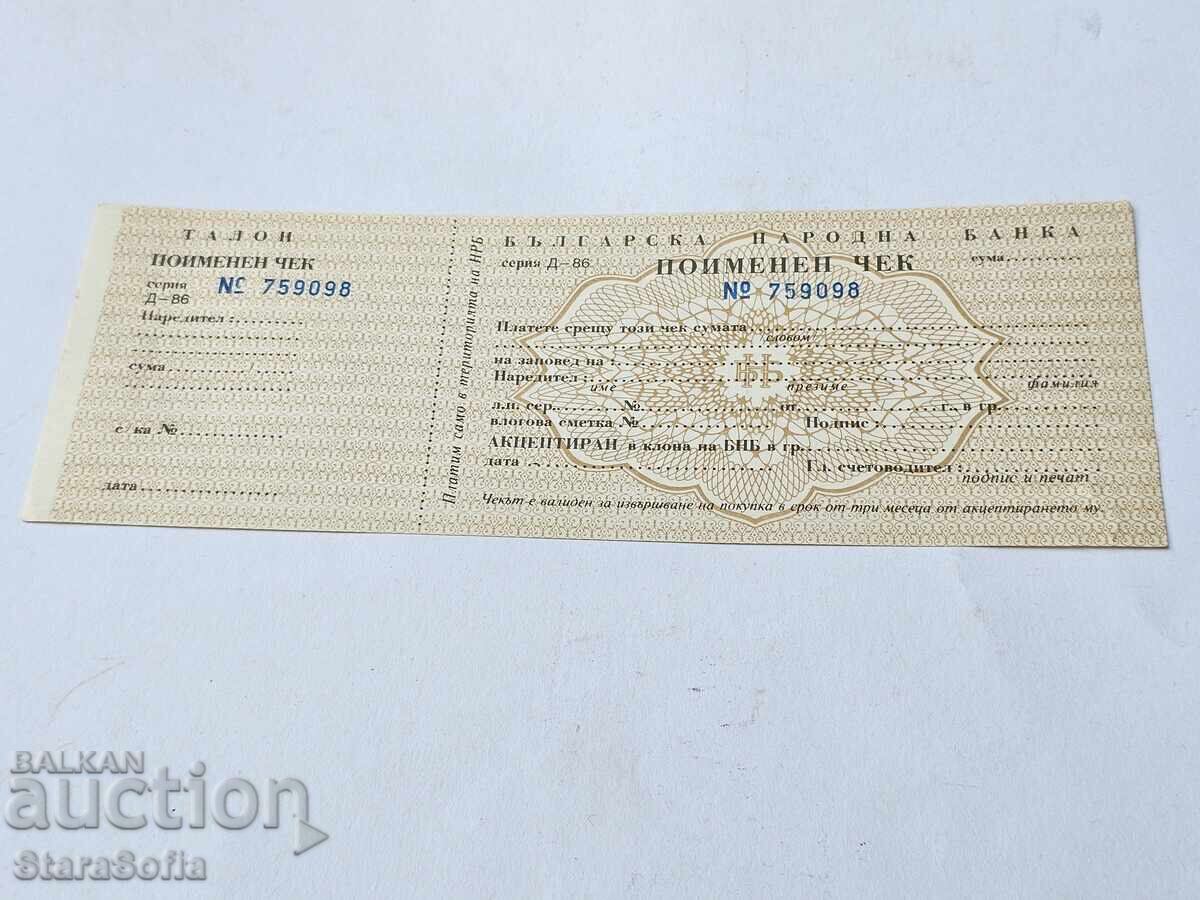 ТАЛОН
ПОИМЕНЕН ЧЕК
серия
Д-86
№ 759098
Наредител :
сума
с-ка №
дата
Платим само в територията на НРБ
БЪЛГАРСКА НАРОДНА БАНКА
серия Д-86 ПОИМЕНЕН ЧЕК сума
№ 759098
Платете срещу този чек сумата
/словом/
на заповед на :
Наредител :
име презиме фамилия
л.п. сер. № от г. в гр.
влогова сметка № Подпис :
АКЦЕПТИРАН в клона на БНБ в гр.
дата Гл. счетоводител :
подпис и печат
Чекът е валиден за извършване на покупка в срок от три месеца от акцептирането му.
BALKAN
auction
StaraSofia